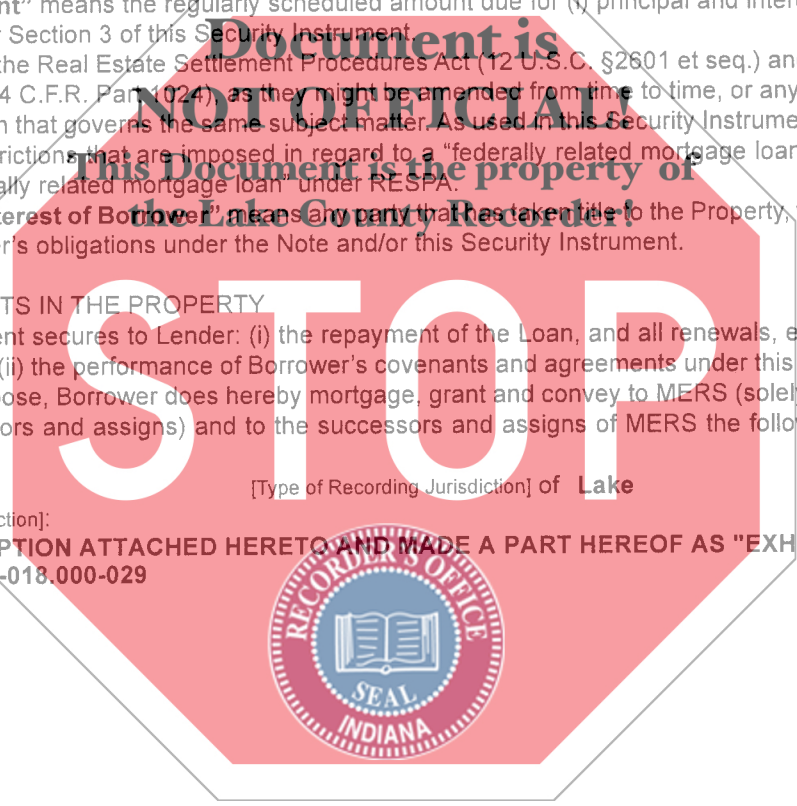 nt" means the regularly scheduled amount due for (i) principal and inter
Section 3 of this Security Instrument.
Document is
the Real Estate Settlement Procedures Act (12 U.S.C. §2601 et seq.) an
4 C.F.R. Part 1024), as they might be amended from time to time, or any
NOT OFFICIAL!
n that governs the same subject matter. As used in this Security Instrume
rictions that are imposed in regard to a "federally related mortgage loan
This Document is the property of
ally related mortgage loan" under RESPA.
terest of Borrower" means any party that has taken title to the Property,
the Lake County Recorder!
er's obligations under the Note and/or this Security Instrument.
TS IN THE PROPERTY
ent secures to Lender: (i) the repayment of the Loan, and all renewals, e
(ii) the performance of Borrower's covenants and agreements under this
pose, Borrower does hereby mortgage, grant and convey to MERS (solel
ors and assigns) and to the successors and assigns of MERS the follo
STOP
[Type of Recording Jurisdiction] of Lake
ction]:
PTION ATTACHED HERETO AND MADE A PART HEREOF AS "EXH
-018.000-029
RECORDER'S OFFICE
SEAL
INDIANA